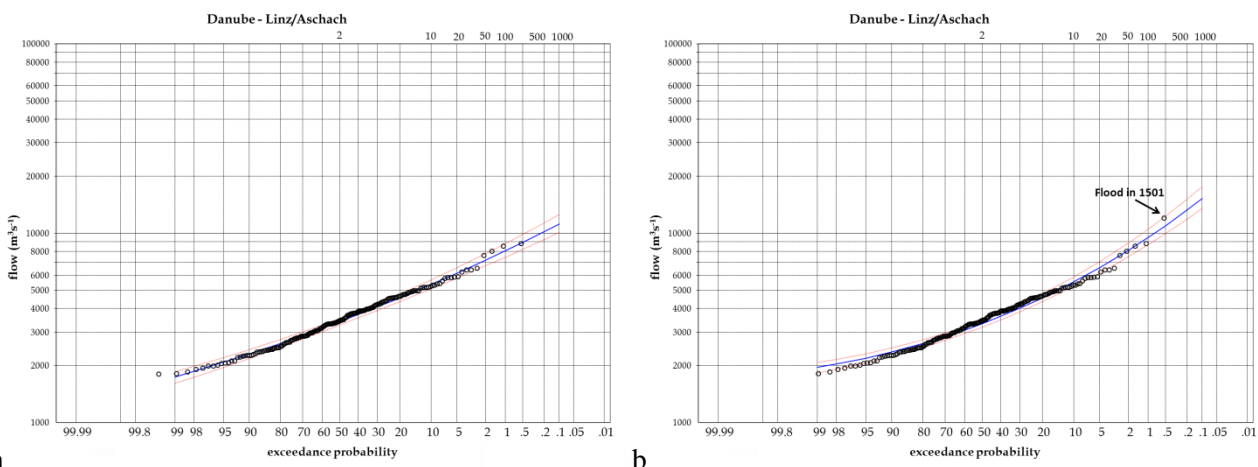 Danube - Linz/Aschach
2 10 20 50 100 500 1000
100000
80000
60000
50000
40000
30000
20000
10000
8000
6000
5000
4000
3000
2000
1000
flow (m³s⁻¹)
99.99 99.8 99 98 95 90 80 70 60 50 40 30 20 10 5 2 1 .5 .2 .1 .05 .01
exceedance probability
Danube - Linz/Aschach
2 10 20 50 100 200 500 1000
100000
80000
60000
50000
40000
30000
20000
10000
8000
6000
5000
4000
3000
2000
1000
flow (m³s⁻¹)
Flood in 1501
99.99 99.8 99 98 95 90 80 70 60 50 40 30 20 10 5 2 1 .5 .2 .1 .05 .01
exceedance probability
b